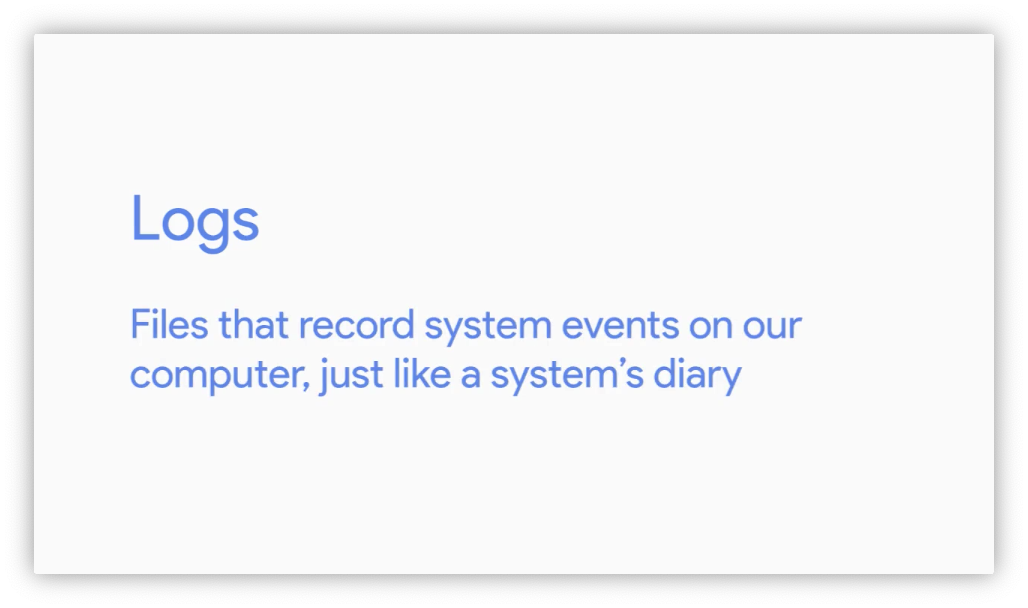 Logs
Files that record system events on our
computer, just like a system’s diary